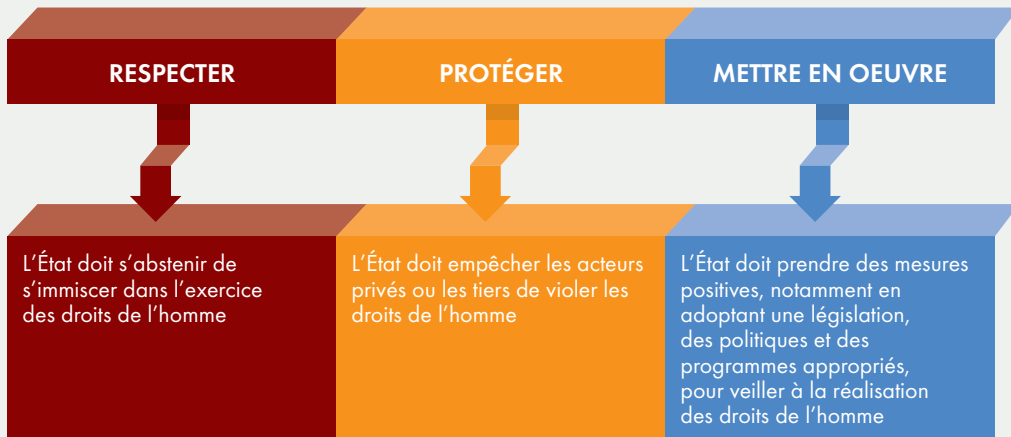 RESPECTER
PROTÉGER
METTRE EN OEUVRE
L’État doit s’abstenir de
s’immiscer dans l’exercice
des droits de l’homme
L’État doit empêcher les acteurs
privés ou les tiers de violer les
droits de l’homme
L’État doit prendre des mesures
positives, notamment en
adoptant une législation,
des politiques et des
programmes appropriés,
pour veiller à la réalisation
des droits de l’homme